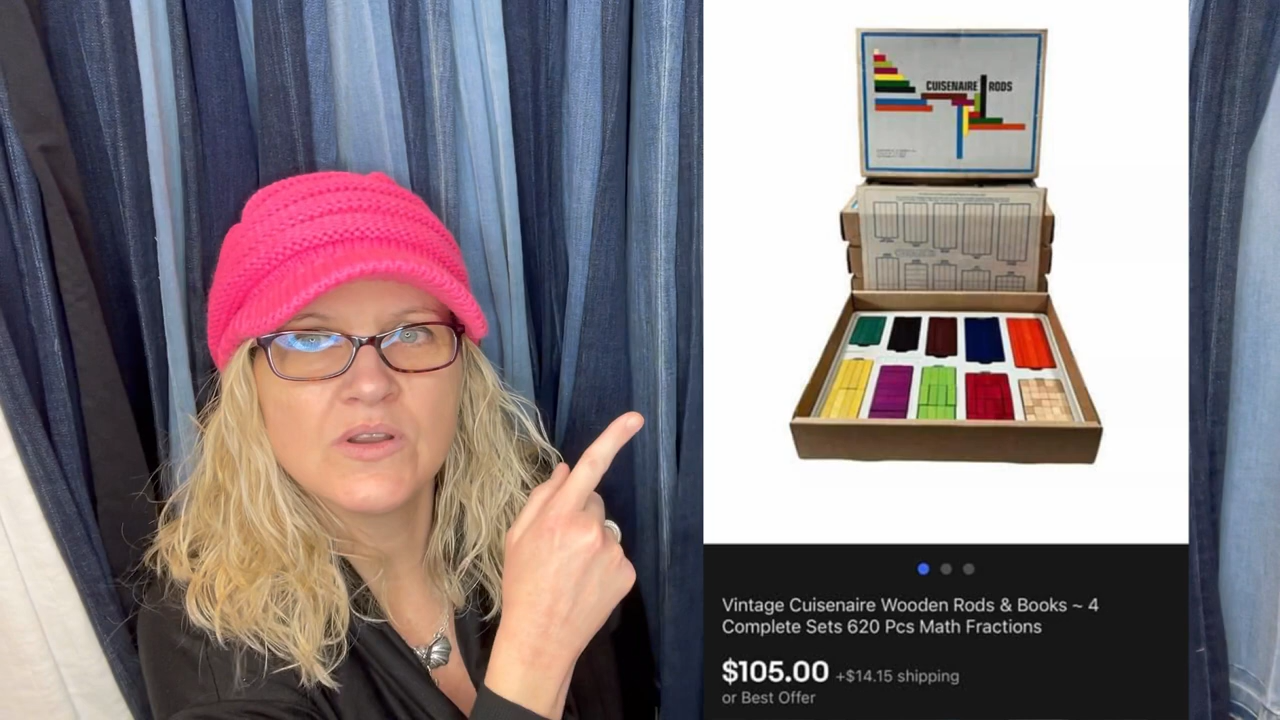 CUISENAIRE RODS
Vintage Cuisenaire Wooden Rods & Books ~ 4
Complete Sets 620 Pcs Math Fractions
$105.00 +$14.15 shipping
or Best Offer